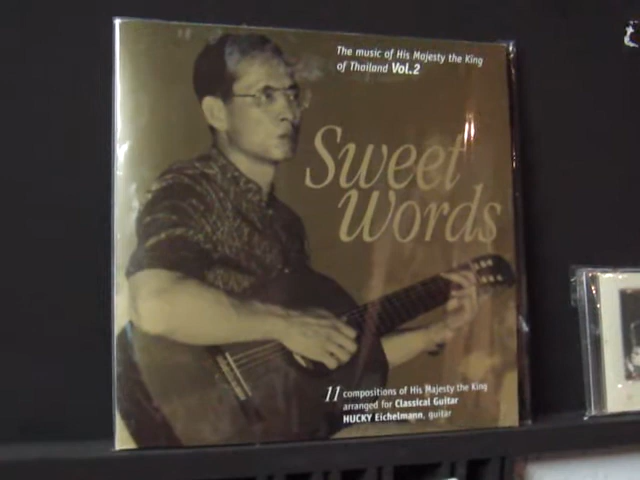 The music of His Majesty the King
of Thailand Vol.2
Sweet
Words
11 compositions of His Majesty the King
arranged for Classical Guitar
HUCKY Eichelmann, guitar